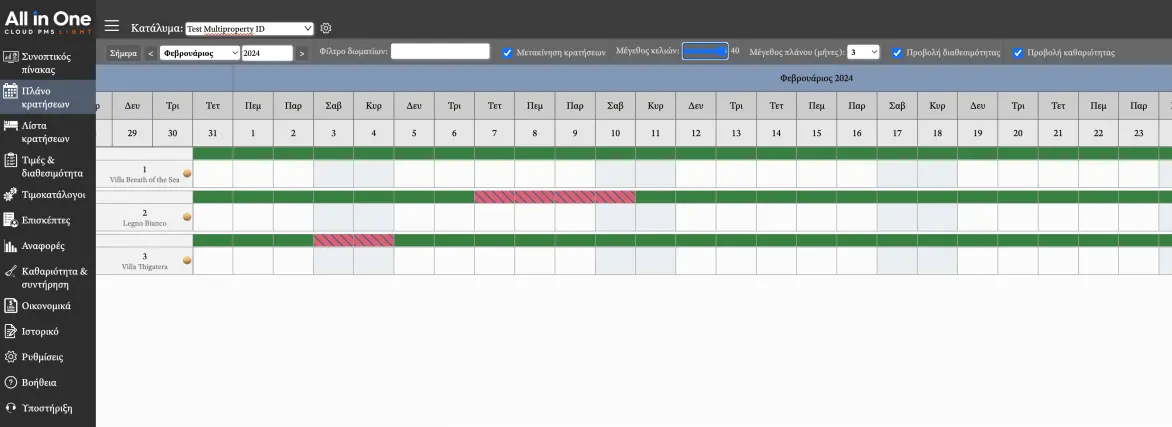 All in One
CLOUD PMS LIGHT
Κατάλυμα: Test Multiproperty ID
Σήμερα < Φεβρουάριος 2024 > Φίλτρο δωματίων: Μετακίνηση κρατήσεων Μέγεθος κελιών: 40 Μέγεθος πλάνου (μήνες): 3 Προβολή διαθεσιμότητας Προβολή καθαριότητας
Συνοπτικός
πίνακας
Πλάνο
κρατήσεων
Λίστα
κρατήσεων
Τιμές &
διαθεσιμότητα
Τιμοκατάλογοι
Επισκέπτες
Αναφορές
Καθαριότητα &
συντήρηση
Οικονομικά
Ιστορικό
Ρυθμίσεις
Βοήθεια
Υποστήριξη
Φεβρουάριος 2024
Δευ Τρι Τετ Πεμ Παρ Σαβ Κυρ Δευ Τρι Τετ Πεμ Παρ Σαβ Κυρ Δευ Τρι Τετ Πεμ Παρ Σαβ Κυρ Δευ Τρι Τετ Πεμ Παρ
29 30 31 1 2 3 4 5 6 7 8 9 10 11 12 13 14 15 16 17 18 19 20 21 22 23
1
Villa Breath of the Sea
2
Legno Bianco
3
Villa Thigatera